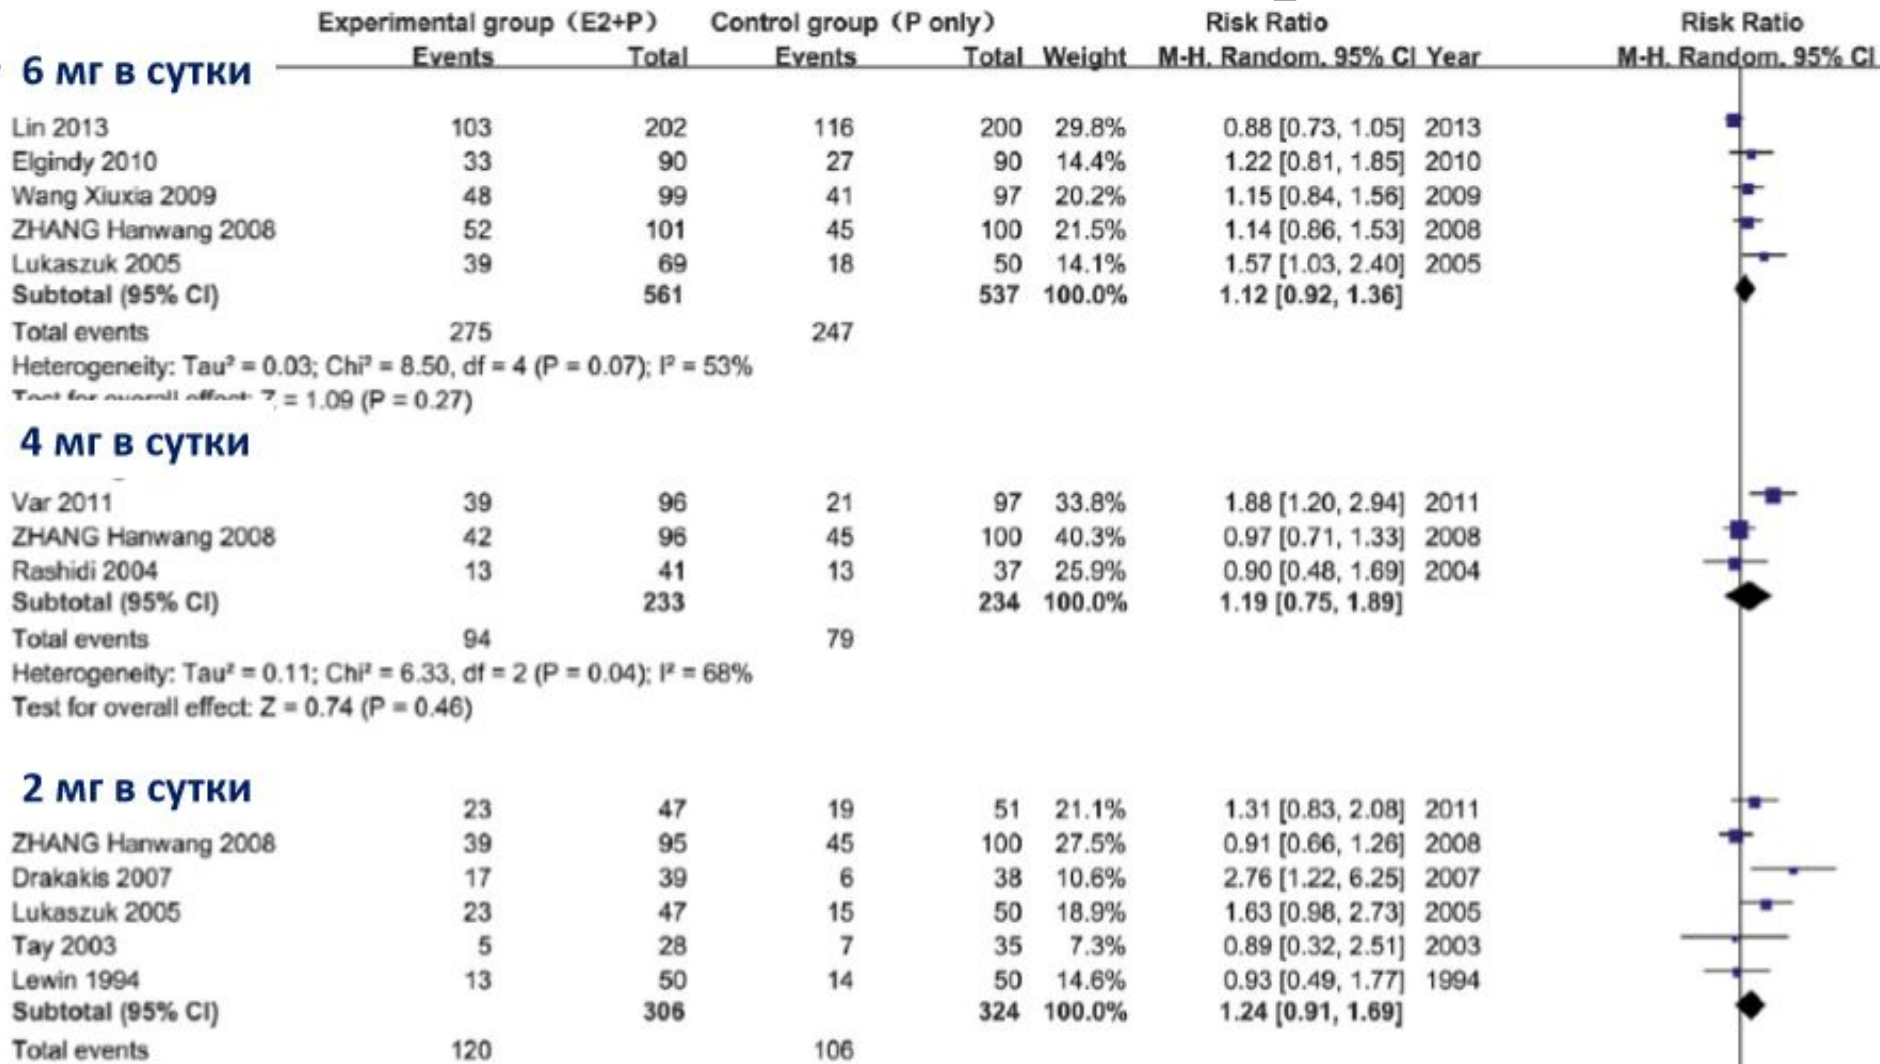 Experimental group (E2+P) Control group (P only) Risk Ratio Risk Ratio
Events Total Events Total Weight M-H, Random, 95% CI Year M-H, Random, 95% CI
6 мг в сутки
Lin 2013 103 202 116 200 29.8% 0.88 [0.73, 1.05] 2013
Elgindy 2010 33 90 27 90 14.4% 1.22 [0.81, 1.85] 2010
Wang Xiuxia 2009 48 99 41 97 20.2% 1.15 [0.84, 1.56] 2009
ZHANG Hanwang 2008 52 101 45 100 21.5% 1.14 [0.86, 1.53] 2008
Lukaszuk 2005 39 69 18 50 14.1% 1.57 [1.03, 2.40] 2005
Subtotal (95% CI) 561 537 100.0% 1.12 [0.92, 1.36]
Total events 275 247
Heterogeneity: Tau² = 0.03; Chi² = 8.50, df = 4 (P = 0.07); I² = 53%
Test for overall effect: Z = 1.09 (P = 0.27)
4 мг в сутки
Var 2011 39 96 21 97 33.8% 1.88 [1.20, 2.94] 2011
ZHANG Hanwang 2008 42 96 45 100 40.3% 0.97 [0.71, 1.33] 2008
Rashidi 2004 13 41 13 37 25.9% 0.90 [0.48, 1.69] 2004
Subtotal (95% CI) 233 234 100.0% 1.19 [0.75, 1.89]
Total events 94 79
Heterogeneity: Tau² = 0.11; Chi² = 6.33, df = 2 (P = 0.04); I² = 68%
Test for overall effect: Z = 0.74 (P = 0.46)
2 мг в сутки
23 47 19 51 21.1% 1.31 [0.83, 2.08] 2011
ZHANG Hanwang 2008 39 95 45 100 27.5% 0.91 [0.66, 1.26] 2008
Drakakis 2007 17 39 6 38 10.6% 2.76 [1.22, 6.25] 2007
Lukaszuk 2005 23 47 15 50 18.9% 1.63 [0.98, 2.73] 2005
Tay 2003 5 28 7 35 7.3% 0.89 [0.32, 2.51] 2003
Lewin 1994 13 50 14 50 14.6% 0.93 [0.49, 1.77] 1994
Subtotal (95% CI) 306 324 100.0% 1.24 [0.91, 1.69]
Total events 120 106